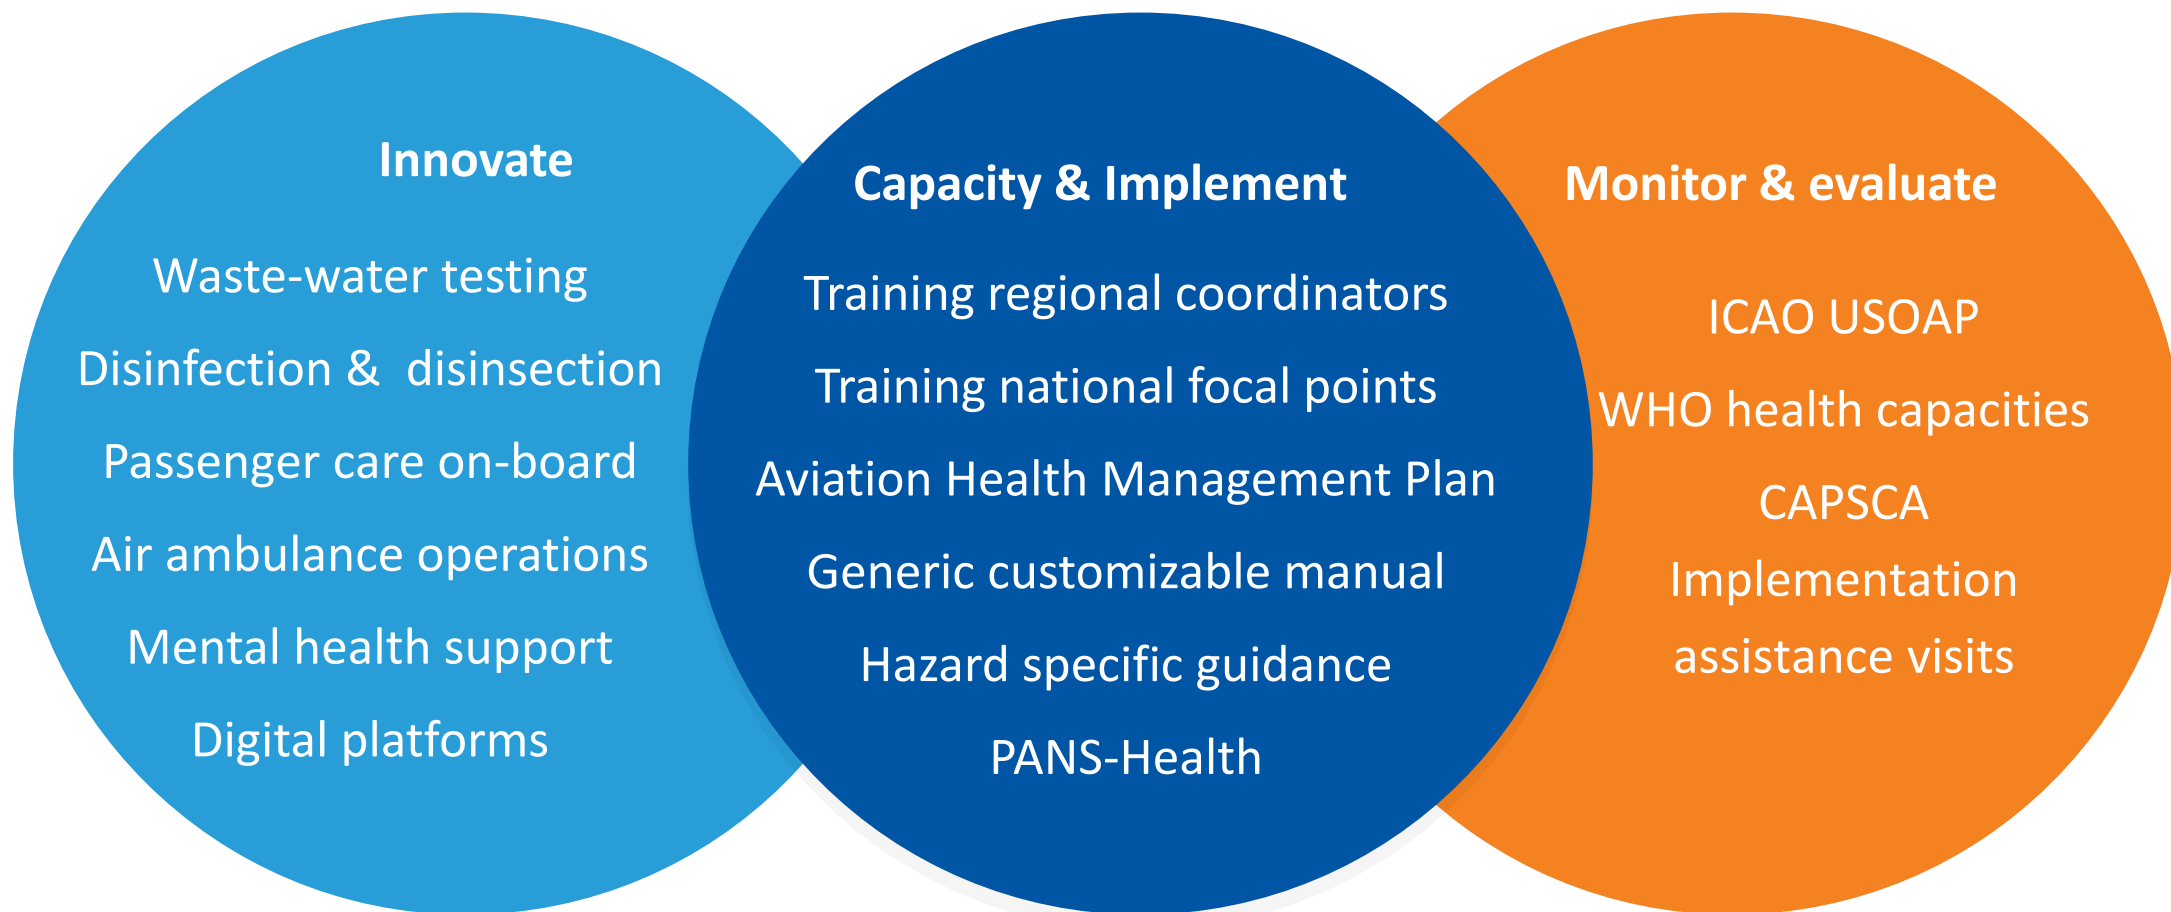 Innovate
Waste-water testing
Disinfection &  disinsection
Passenger care on-board
Air ambulance operations
Mental health support
Digital platforms
Capacity & Implement
Training regional coordinators
Training national focal points
Aviation Health Management Plan
Generic customizable manual
Hazard specific guidance
PANS-Health
Monitor & evaluate
ICAO USOAP
WHO health capacities
CAPSCA
Implementation
assistance visits